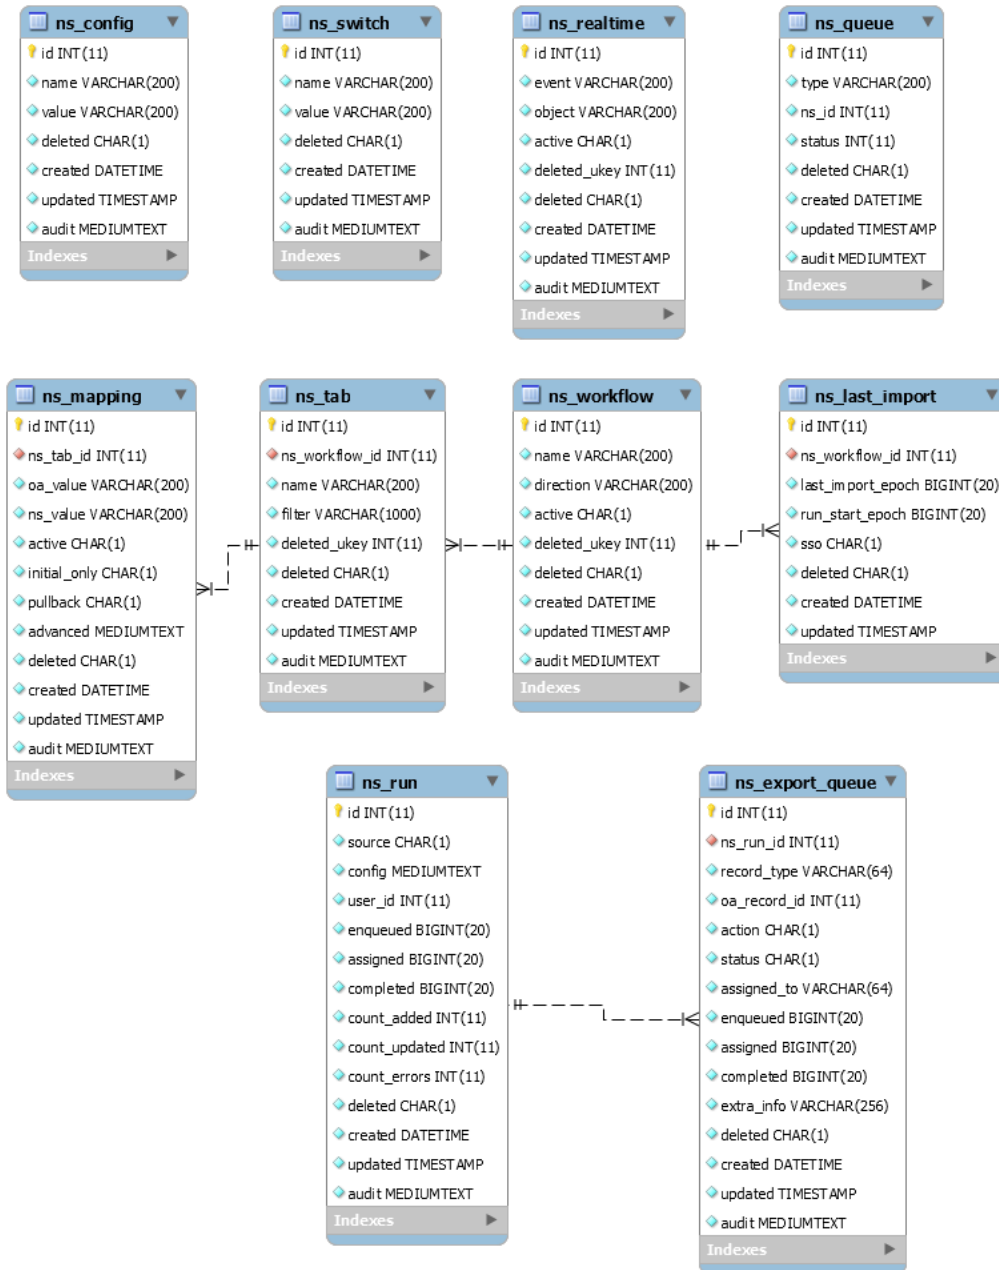 ns_config
id INT(11)
name VARCHAR(200)
value VARCHAR(200)
deleted CHAR(1)
created DATETIME
updated TIMESTAMP
audit MEDIUMTEXT
Indexes
ns_switch
id INT(11)
name VARCHAR(200)
value VARCHAR(200)
deleted CHAR(1)
created DATETIME
updated TIMESTAMP
audit MEDIUMTEXT
Indexes
ns_realtime
id INT(11)
event VARCHAR(200)
object VARCHAR(200)
active CHAR(1)
deleted_ukey INT(11)
deleted CHAR(1)
created DATETIME
updated TIMESTAMP
audit MEDIUMTEXT
Indexes
ns_queue
id INT(11)
type VARCHAR(200)
ns_id INT(11)
status INT(11)
deleted CHAR(1)
created DATETIME
updated TIMESTAMP
audit MEDIUMTEXT
Indexes
ns_mapping
id INT(11)
ns_tab_id INT(11)
oa_value VARCHAR(200)
ns_value VARCHAR(200)
active CHAR(1)
initial_only CHAR(1)
pullback CHAR(1)
advanced MEDIUMTEXT
deleted CHAR(1)
created DATETIME
updated TIMESTAMP
audit MEDIUMTEXT
Indexes
ns_tab
id INT(11)
ns_workflow_id INT(11)
name VARCHAR(200)
filter VARCHAR(1000)
deleted_ukey INT(11)
deleted CHAR(1)
created DATETIME
updated TIMESTAMP
audit MEDIUMTEXT
Indexes
ns_workflow
id INT(11)
name VARCHAR(200)
direction VARCHAR(200)
active CHAR(1)
deleted_ukey INT(11)
deleted CHAR(1)
created DATETIME
updated TIMESTAMP
audit MEDIUMTEXT
Indexes
ns_last_import
id INT(11)
ns_workflow_id INT(11)
last_import_epoch BIGINT(20)
run_start_epoch BIGINT(20)
sso CHAR(1)
deleted CHAR(1)
created DATETIME
updated TIMESTAMP
Indexes
ns_run
id INT(11)
source CHAR(1)
config MEDIUMTEXT
user_id INT(11)
enqueued BIGINT(20)
assigned BIGINT(20)
completed BIGINT(20)
count_added INT(11)
count_updated INT(11)
count_errors INT(11)
deleted CHAR(1)
created DATETIME
updated TIMESTAMP
audit MEDIUMTEXT
Indexes
ns_export_queue
id INT(11)
ns_run_id INT(11)
record_type VARCHAR(64)
oa_record_id INT(11)
action CHAR(1)
status CHAR(1)
assigned_to VARCHAR(64)
enqueued BIGINT(20)
assigned BIGINT(20)
completed BIGINT(20)
extra_info VARCHAR(256)
deleted CHAR(1)
created DATETIME
updated TIMESTAMP
audit MEDIUMTEXT
Indexes